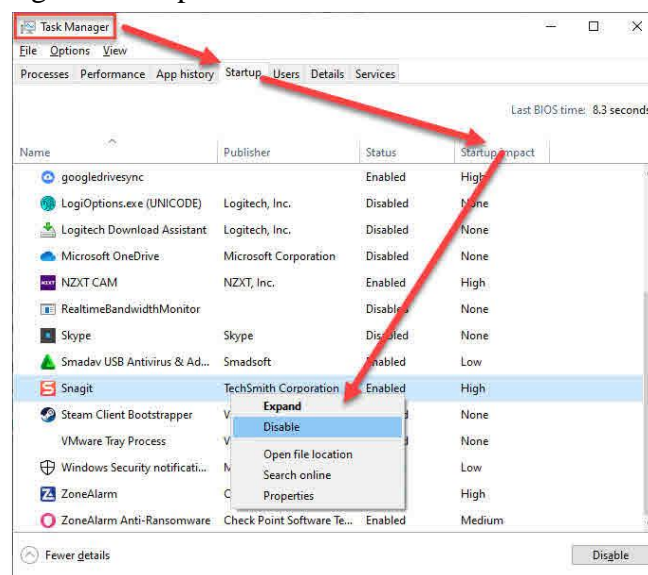 Task Manager
File Options View
Processes Performance App history Startup Users Details Services
Last BIOS time: 8.3 seconds
Name Publisher Status Startup impact
googledrivesync Enabled High
LogiOptions.exe (UNICODE) Logitech, Inc. Disabled None
Logitech Download Assistant Logitech, Inc. Disabled None
Microsoft OneDrive Microsoft Corporation Disabled None
NZXT CAM NZXT, Inc. Enabled High
RealtimeBandwidthMonitor Disabled None
Skype Skype Disabled None
Smadav USB Antivirus & Ad... Smadsoft Enabled Low
Snagit TechSmith Corporation Enabled High
Expand
Steam Client Bootstrapper V None
Disable
VMware Tray Process V None
Open file location
Windows Security notificati... Low
Search online
ZoneAlarm C High
Properties
ZoneAlarm Anti-Ransomware Check Point Software Te... Enabled Medium
Fewer details Disable